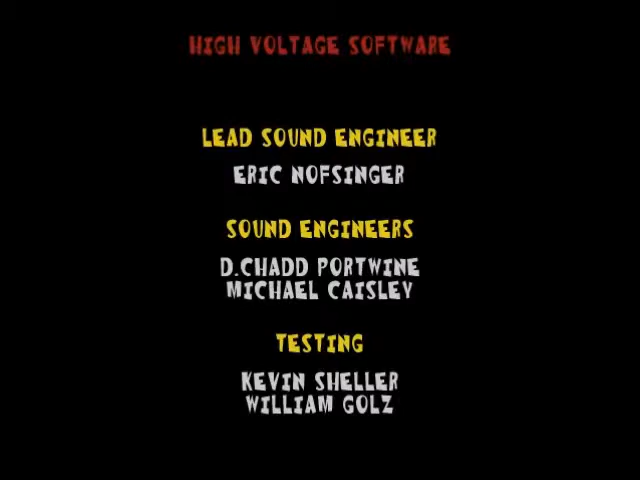 HIGH VOLTAGE SOFTWARE
LEAD SOUND ENGINEER
ERIC NOFSINGER
SOUND ENGINEERS
D.CHADD PORTWINE
MICHAEL CAISLEY
TESTING
KEVIN SHELLER
WILLIAM GOLZ